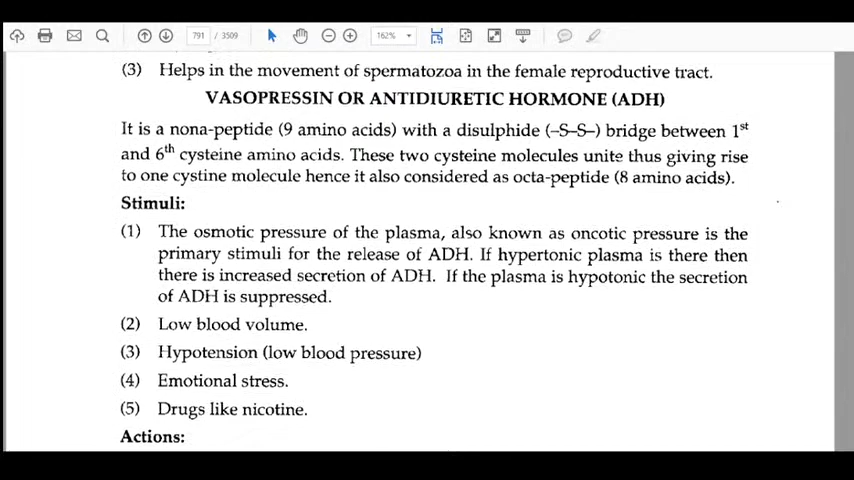 791 / 3509 162%
(3) Helps in the movement of spermatozoa in the female reproductive tract.
VASOPRESSIN OR ANTIDIURETIC HORMONE (ADH)
It is a nona-peptide (9 amino acids) with a disulphide (–S–S–) bridge between 1st
and 6th cysteine amino acids. These two cysteine molecules unite thus giving rise
to one cystine molecule hence it also considered as octa-peptide (8 amino acids).
Stimuli:
(1) The osmotic pressure of the plasma, also known as oncotic pressure is the
primary stimuli for the release of ADH. If hypertonic plasma is there then
there is increased secretion of ADH. If the plasma is hypotonic the secretion
of ADH is suppressed.
(2) Low blood volume.
(3) Hypotension (low blood pressure)
(4) Emotional stress.
(5) Drugs like nicotine.
Actions: